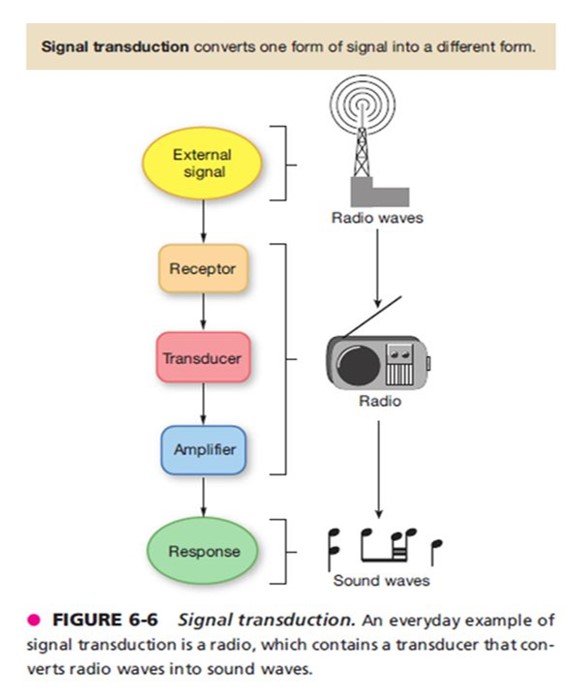 Signal transduction converts one form of signal into a different form.
External
signal
Radio waves
Receptor
Transducer
Radio
Amplifier
Response
Sound waves
● FIGURE 6-6 Signal transduction. An everyday example of
signal transduction is a radio, which contains a transducer that con-
verts radio waves into sound waves.